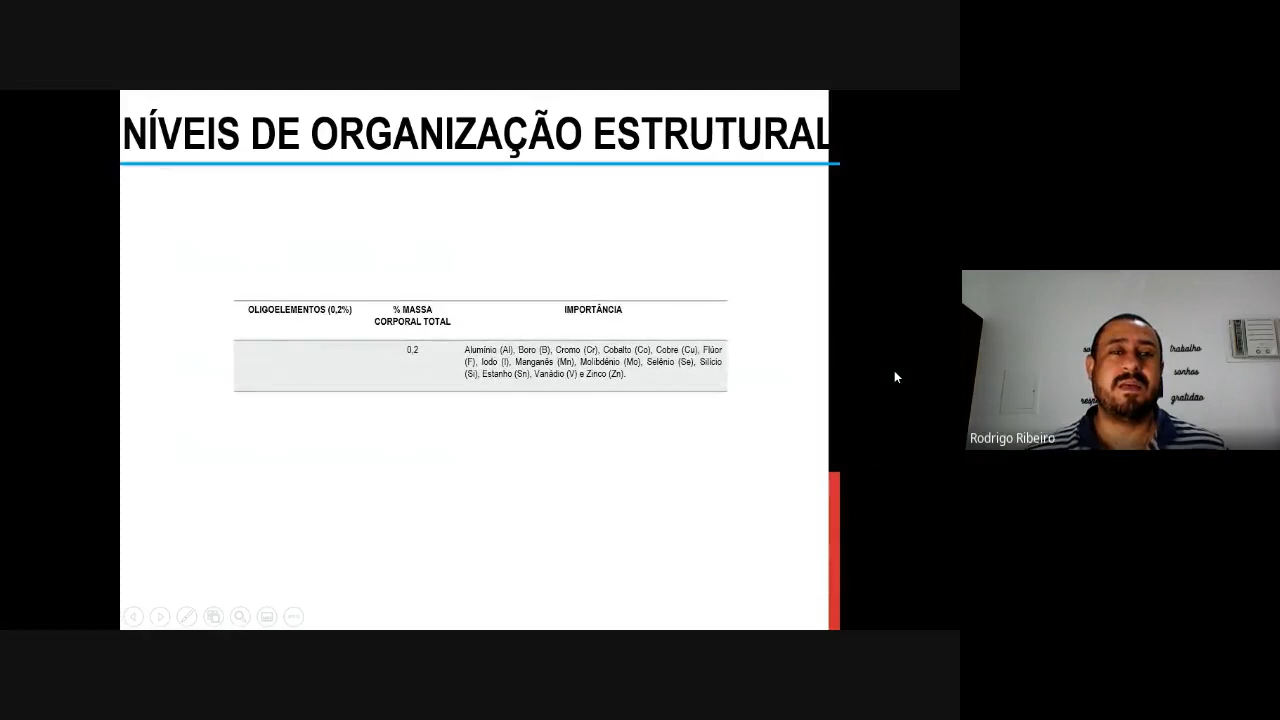 NÍVEIS DE ORGANIZAÇÃO ESTRUTURAL
OLIGOELEMENTOS (0,2%)
% MASSA
CORPORAL TOTAL
IMPORTÂNCIA
0,2
Alumínio (Al), Boro (B), Cromo (Cr), Cobalto (Co), Cobre (Cu), Flúor
(F), Iodo (I), Manganês (Mn), Molibdênio (Mo), Selênio (Se), Silício
(Si), Estanho (Sn), Vanádio (V) e Zinco (Zn).
trabalho
sonhos
gratidão
Rodrigo Ribeiro